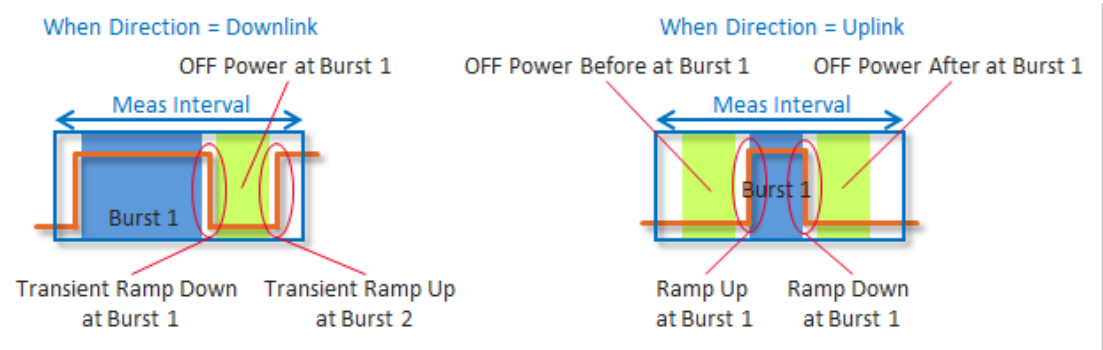 When Direction = Downlink
OFF Power at Burst 1
Meas Interval
Burst 1
Transient Ramp Down
at Burst 1
Transient Ramp Up
at Burst 2
When Direction = Uplink
OFF Power Before at Burst 1
OFF Power After at Burst 1
Meas Interval
Burst 1
Ramp Up
at Burst 1
Ramp Down
at Burst 1